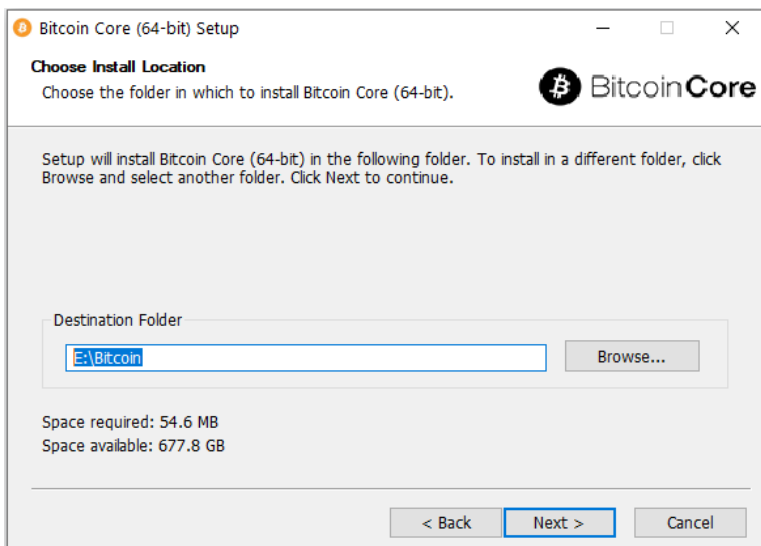 Bitcoin Core (64-bit) Setup
Choose Install Location
Choose the folder in which to install Bitcoin Core (64-bit).
BitcoinCore
Setup will install Bitcoin Core (64-bit) in the following folder. To install in a different folder, click
Browse and select another folder. Click Next to continue.
Destination Folder
E:\Bitcoin
Browse...
Space required: 54.6 MB
Space available: 677.8 GB
< Back
Next >
Cancel